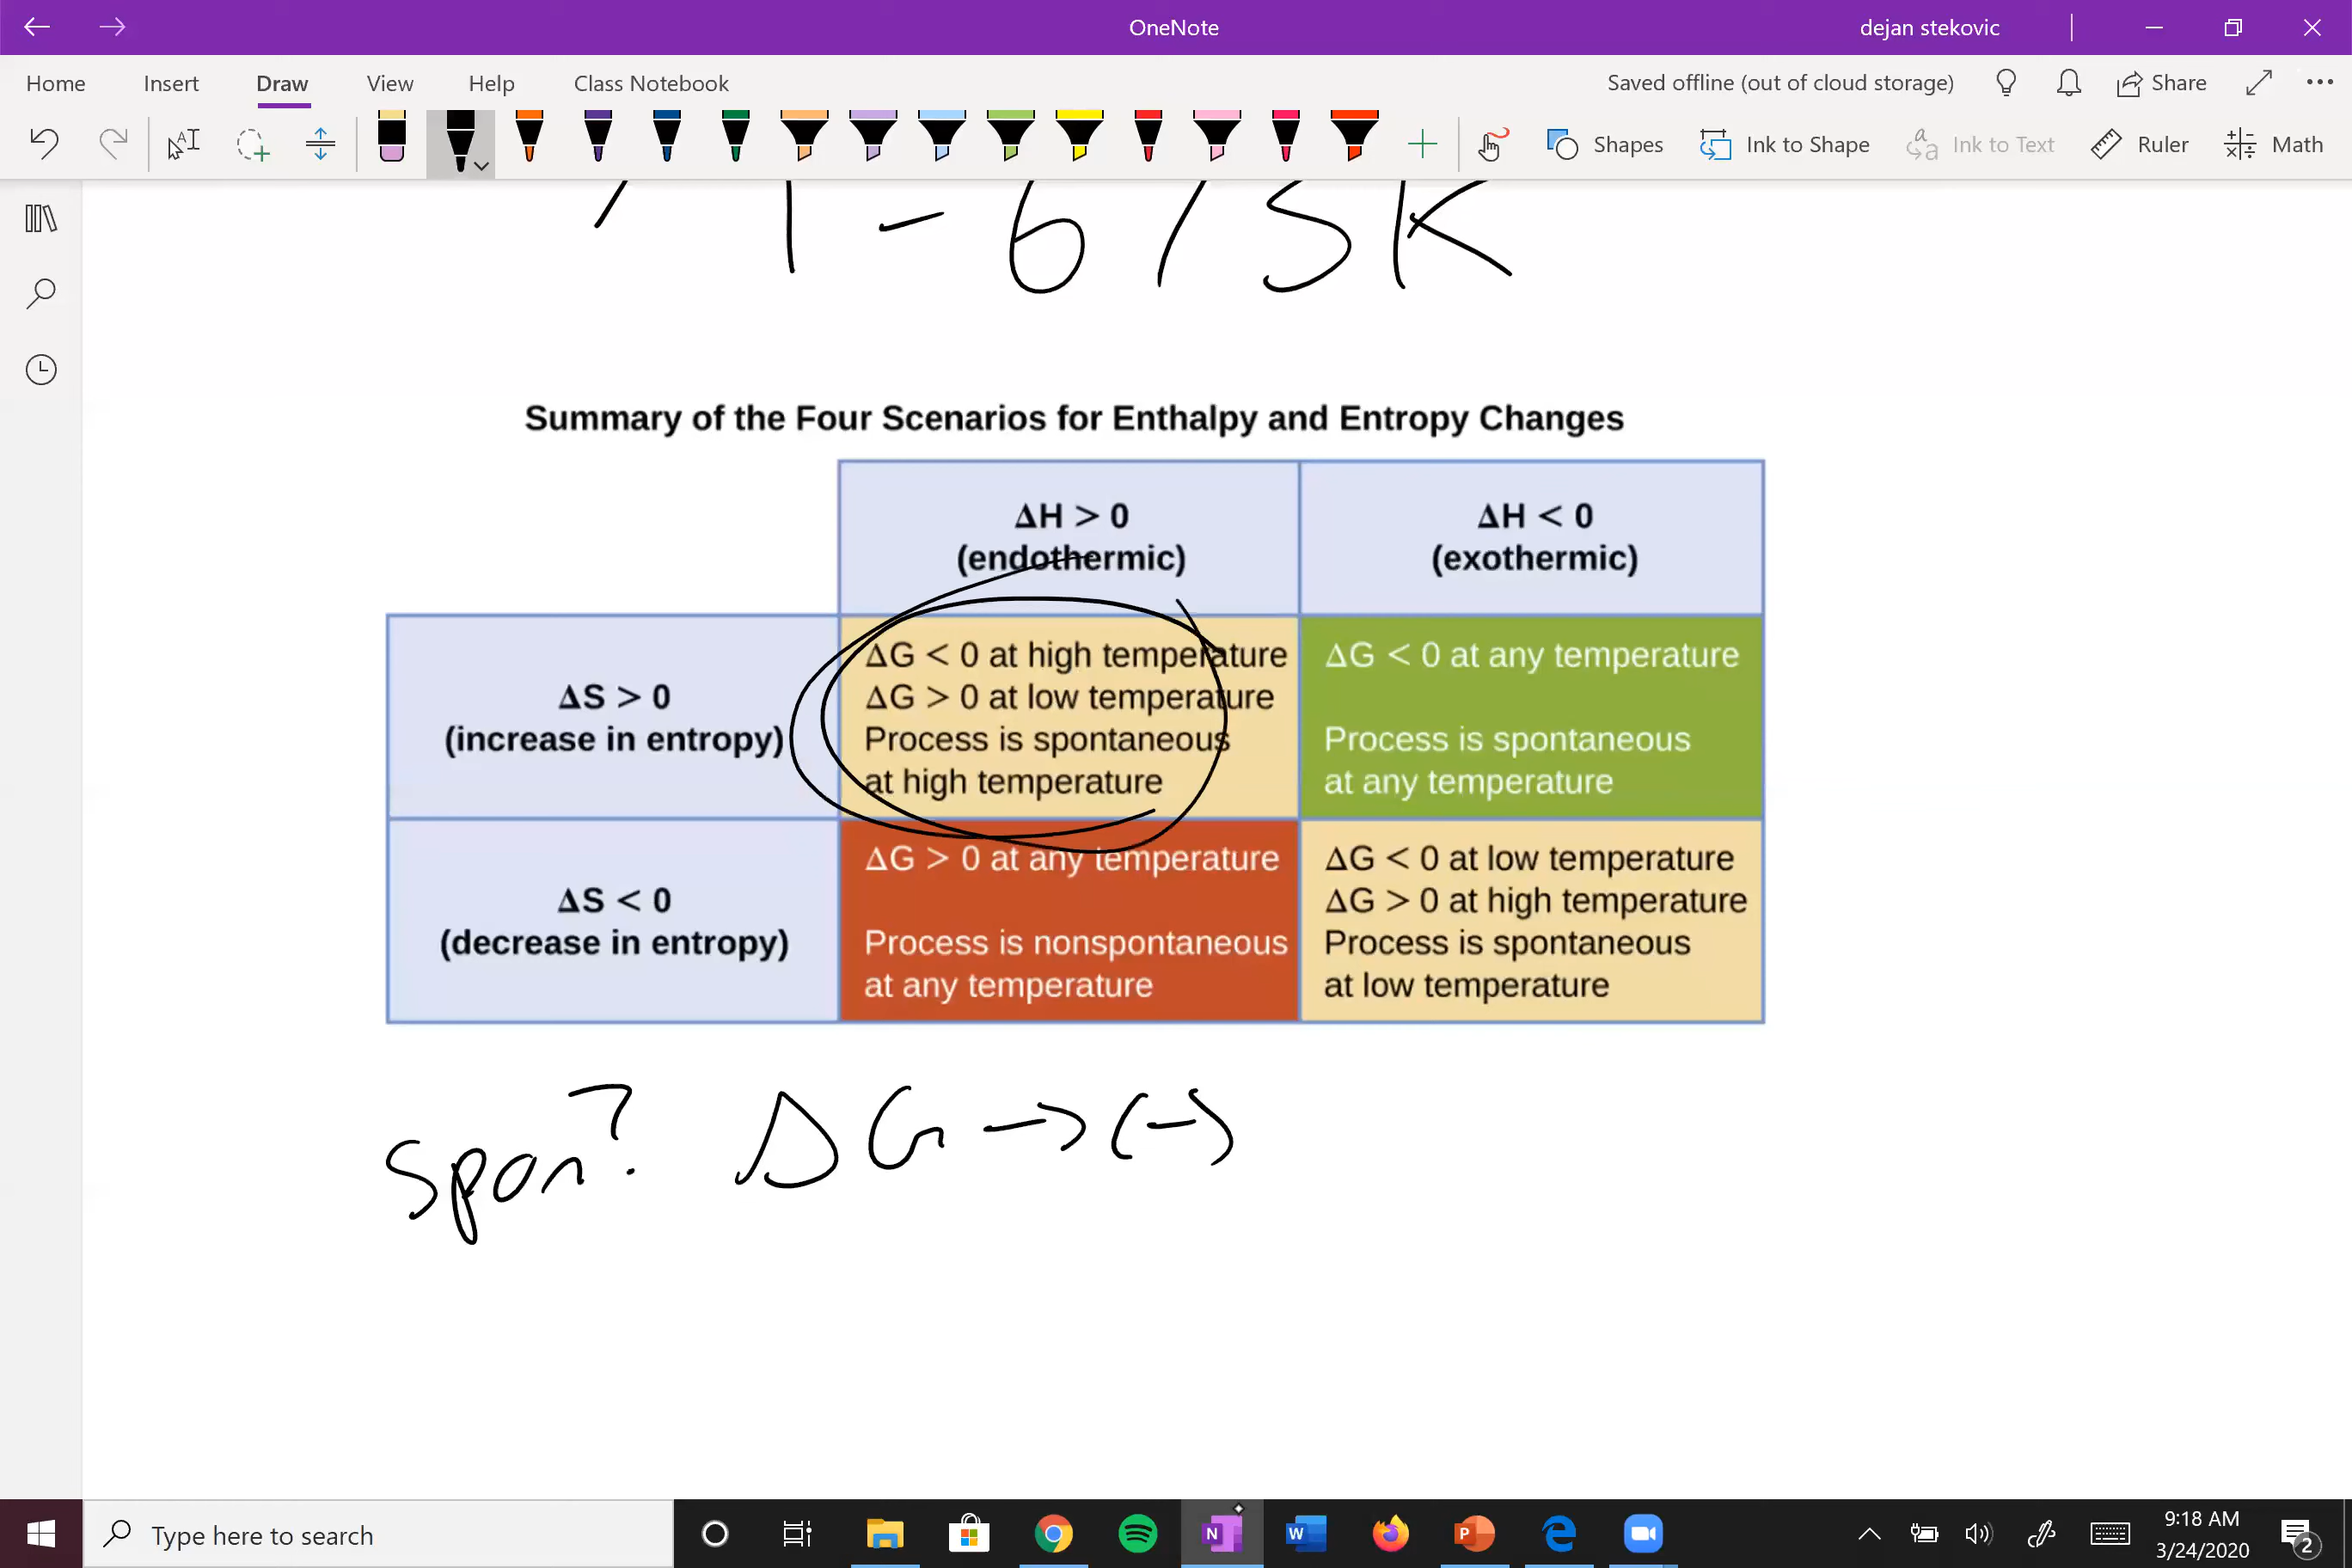 OneNote
dejan stekovic
Home Insert Draw View Help Class Notebook
Saved offline (out of cloud storage) Share
Shapes Ink to Shape Ink to Text Ruler Math
Summary of the Four Scenarios for Enthalpy and Entropy Changes
ΔH > 0
(endothermic)
ΔH < 0
(exothermic)
ΔS > 0
(increase in entropy)
ΔG < 0 at high temperature
ΔG > 0 at low temperature
Process is spontaneous
at high temperature
ΔG < 0 at any temperature
Process is spontaneous
at any temperature
ΔS < 0
(decrease in entropy)
ΔG > 0 at any temperature
Process is nonspontaneous
at any temperature
ΔG < 0 at low temperature
ΔG > 0 at high temperature
Process is spontaneous
at low temperature
Spon? ΔG → (-)
Type here to search
9:18 AM
3/24/2020
2